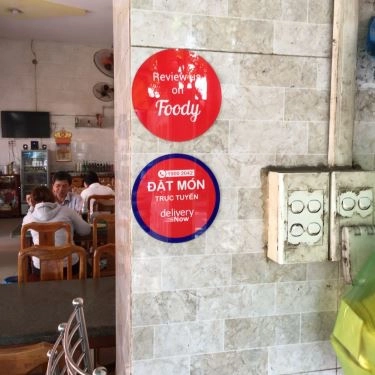 Review us
on
Foody
1900 2042
ĐẶT MÓN
TRỰC TUYẾN
delivery
Now